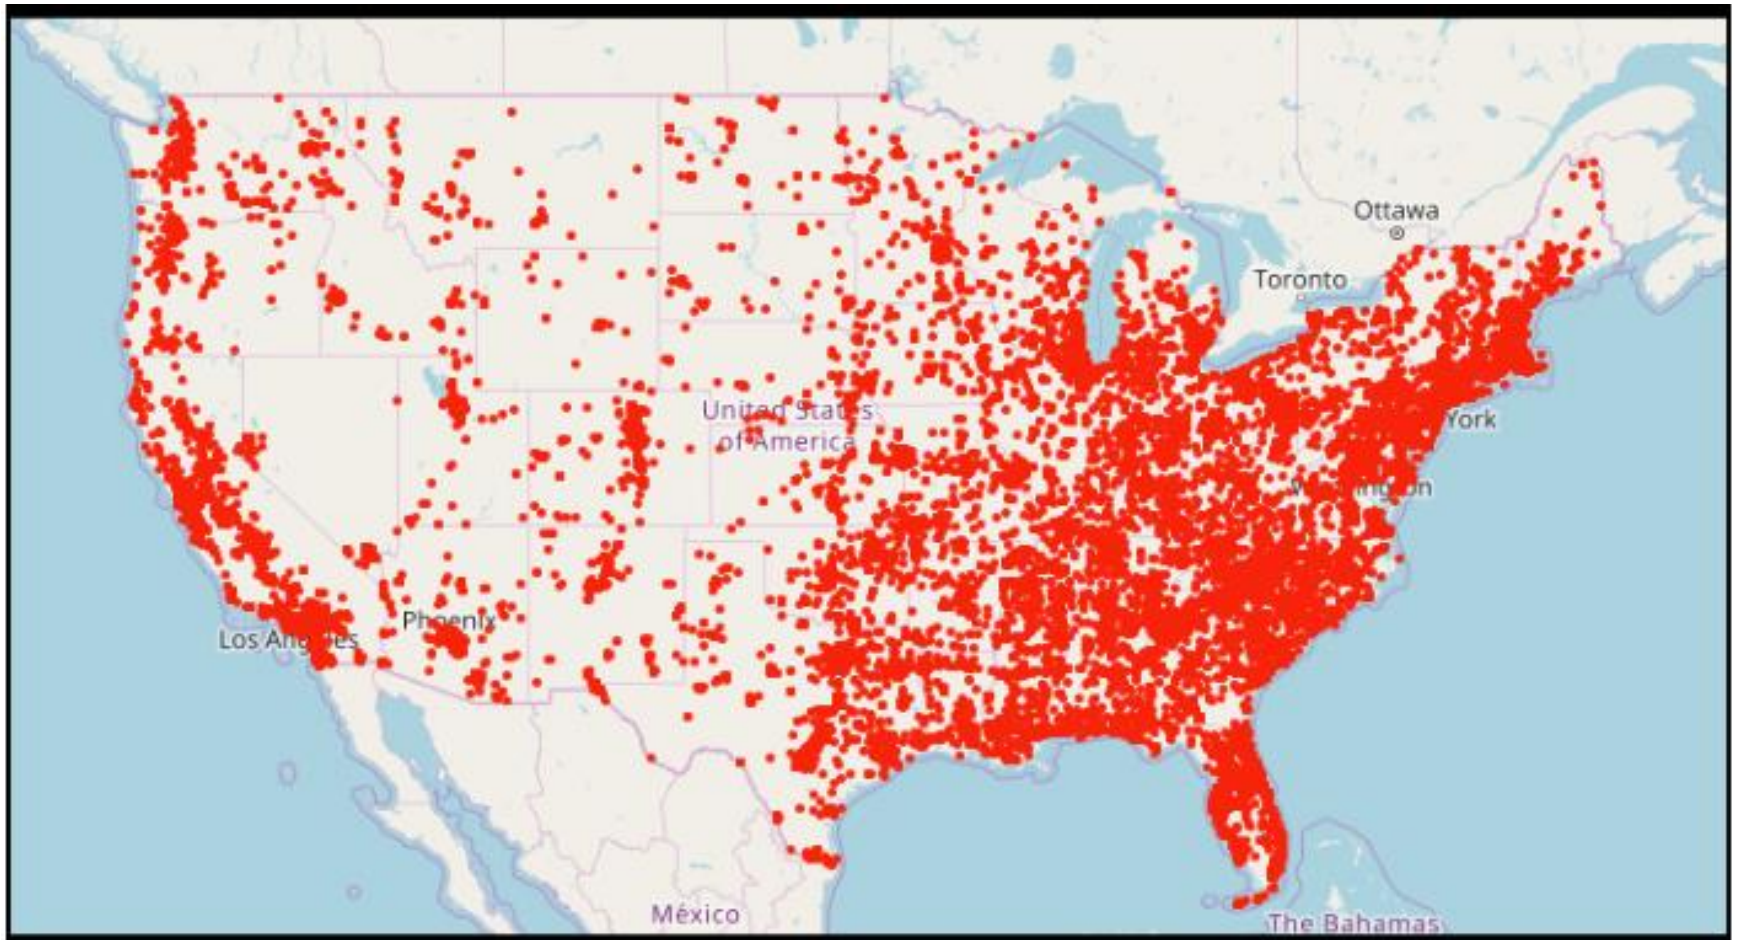 Ottawa
Toronto
United States
of America
York
Phoenix
Los Angeles
México
The Bahamas